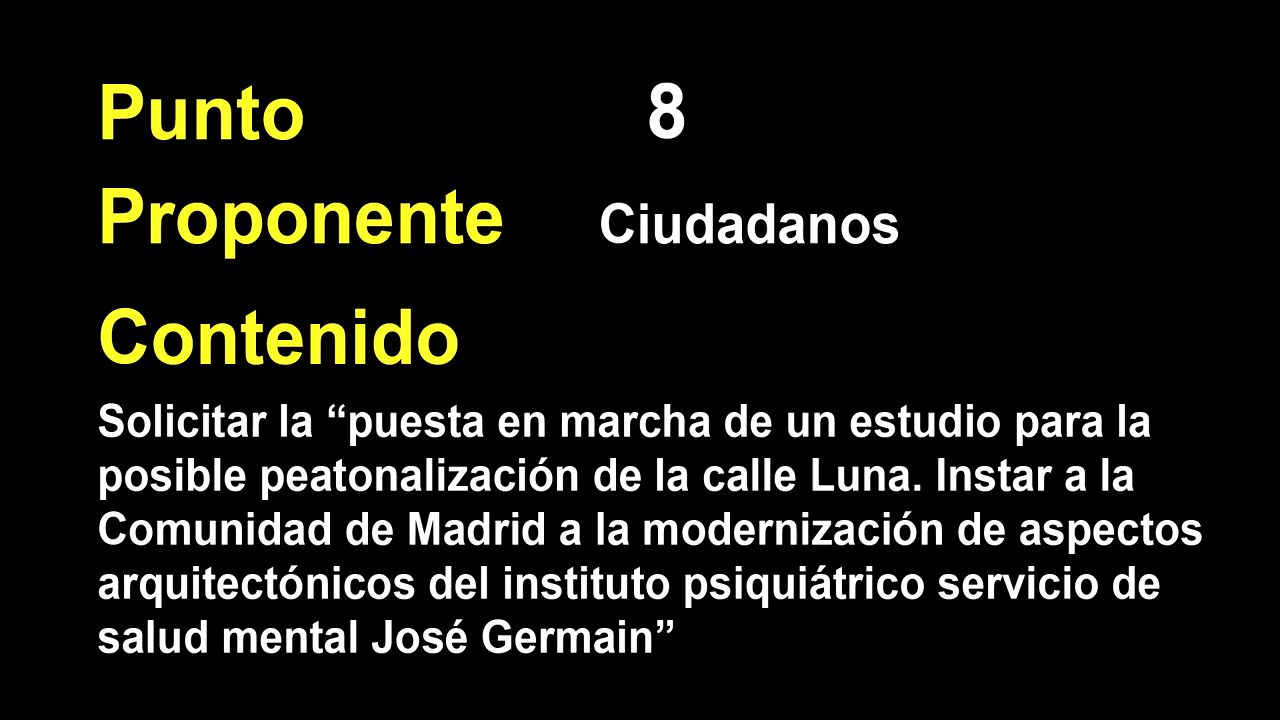 Punto 8
Proponente Ciudadanos
Contenido
Solicitar la “puesta en marcha de un estudio para la
posible peatonalización de la calle Luna. Instar a la
Comunidad de Madrid a la modernización de aspectos
arquitectónicos del instituto psiquiátrico servicio de
salud mental José Germain”